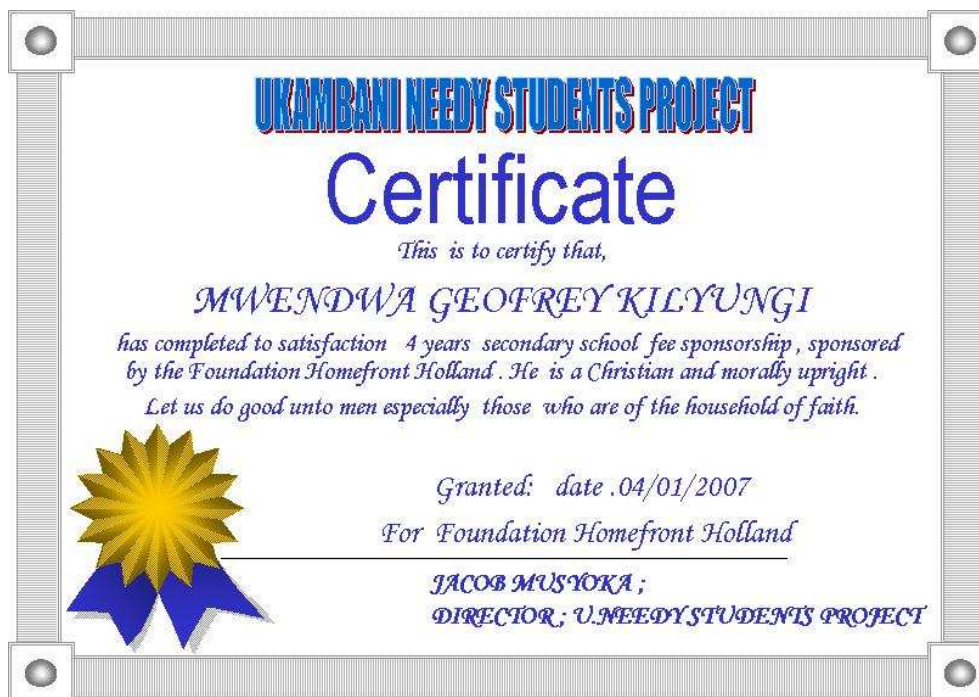 UKAMBANI NEEDY STUDENTS PROJECT
Certificate
This is to certify that,
MWENDWA GEOFREY KILYUNGI
has completed to satisfaction 4 years secondary school fee sponsorship , sponsored
by the Foundation Homefront Holland . He is a Christian and morally upright .
Let us do good unto men especially those who are of the household of faith.
Granted: date .04/01/2007
For Foundation Homefront Holland
JACOB MUSYOKA ;
DIRECTOR ; U.NEEDY STUDENTS PROJECT